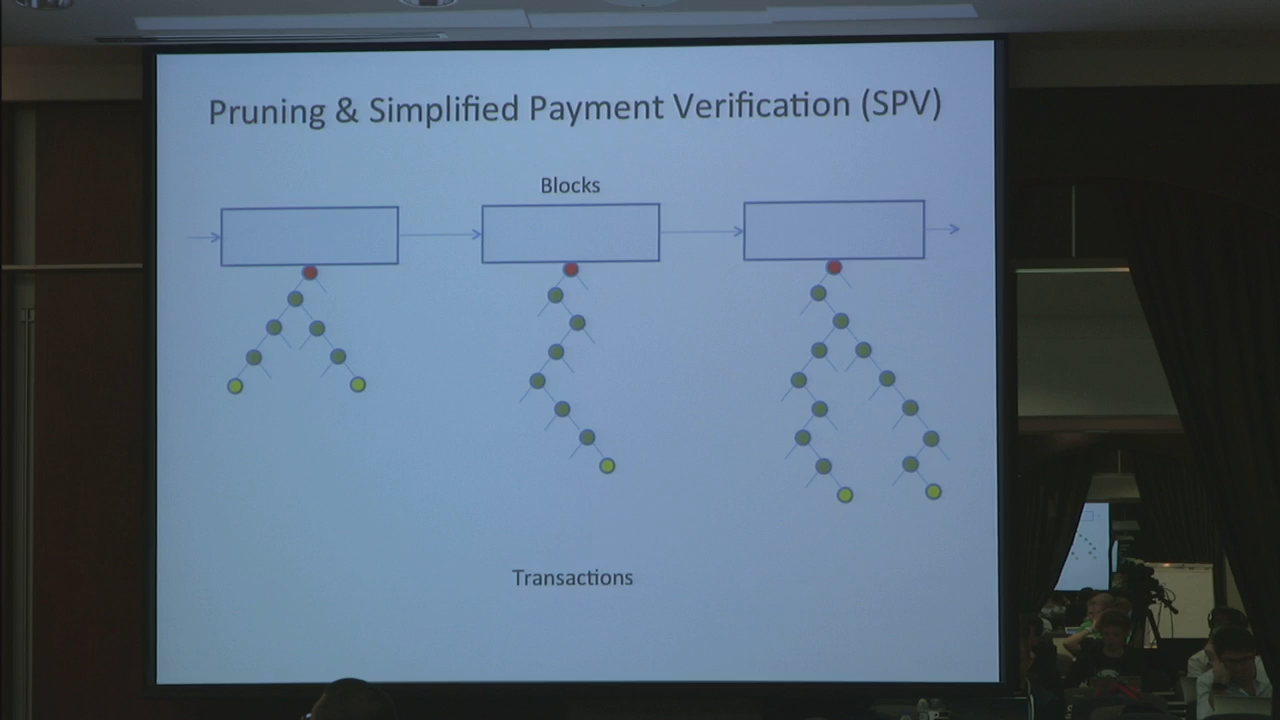 Pruning & Simplified Payment Verification (SPV)
Blocks
Transactions